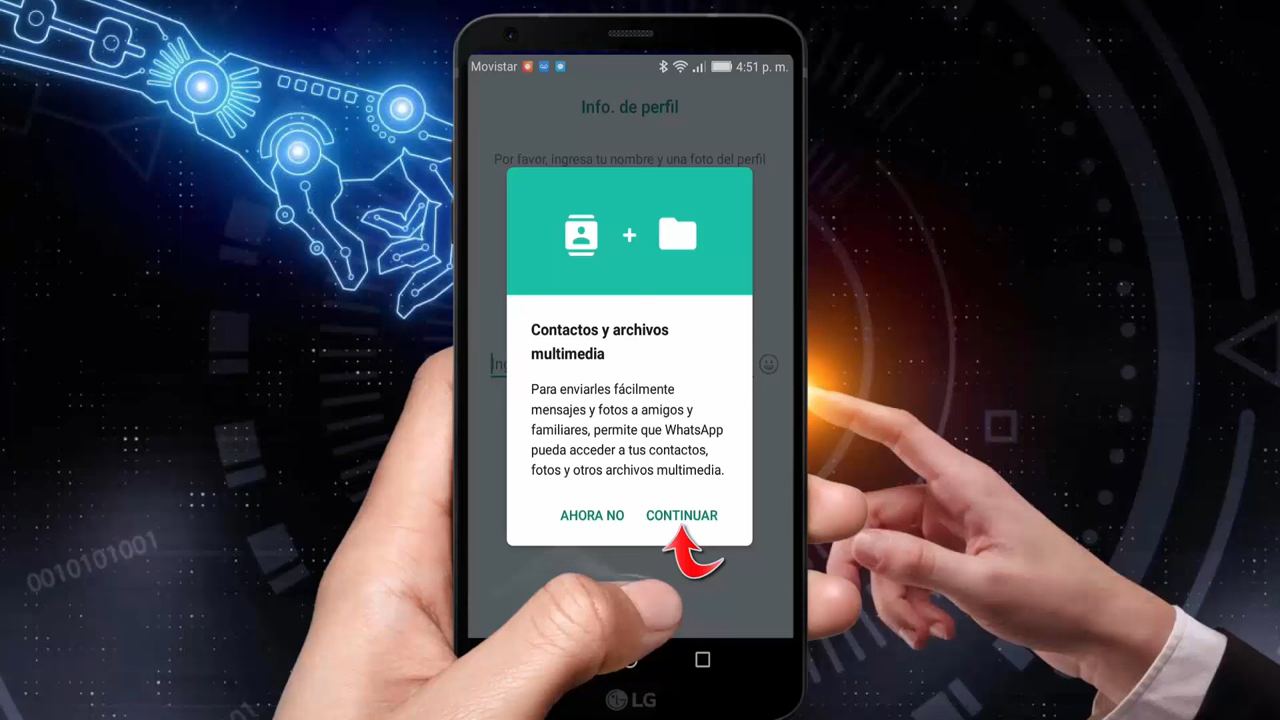 Movistar
4:51 p. m.
Info. de perfil
Por favor, ingresa tu nombre y una foto del perfil
Contactos y archivos
multimedia
Para enviarles fácilmente
mensajes y fotos a amigos y
familiares, permite que WhatsApp
pueda acceder a tus contactos,
fotos y otros archivos multimedia.
AHORA NO CONTINUAR
0010101001
LG